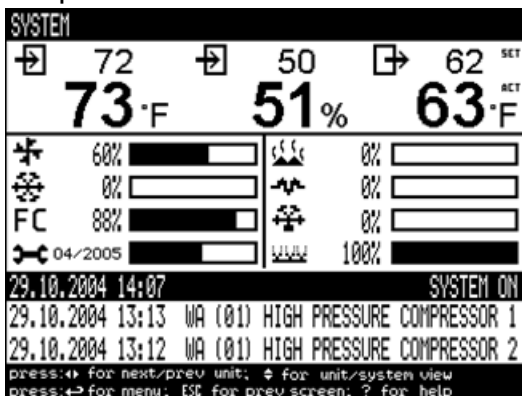 SYSTEM
72 50 62 SET
73°F 51% 63°F ACT
60% 0%
0% 0%
FC 88% 0%
04/2005 100%
29.10.2004 14:07 SYSTEM ON
29.10.2004 13:13 WA (01) HIGH PRESSURE COMPRESSOR 1
29.10.2004 13:12 WA (01) HIGH PRESSURE COMPRESSOR 2
press:◂▸ for next/prev unit; ⬍ for unit/system view
press:↵ for menu; ESC for prev screen; ? for help